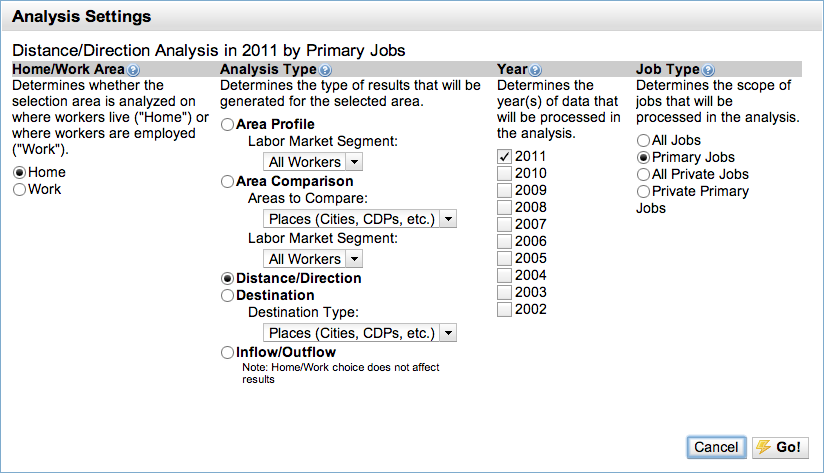 Analysis Settings
Distance/Direction Analysis in 2011 by Primary Jobs
Home/Work Area
Determines whether the
selection area is analyzed on
where workers live ("Home") or
where workers are employed
("Work").
Home
Work
Analysis Type
Determines the type of results that will be
generated for the selected area.
Area Profile
Labor Market Segment:
All Workers
Area Comparison
Areas to Compare:
Places (Cities, CDPs, etc.)
Labor Market Segment:
All Workers
Distance/Direction
Destination
Destination Type:
Places (Cities, CDPs, etc.)
Inflow/Outflow
Note: Home/Work choice does not affect
results
Year
Determines the
year(s) of data that
will be processed in
the analysis.
2011
2010
2009
2008
2007
2006
2005
2004
2003
2002
Job Type
Determines the scope of
jobs that will be
processed in the analysis.
All Jobs
Primary Jobs
All Private Jobs
Private Primary
Jobs
Cancel
Go!